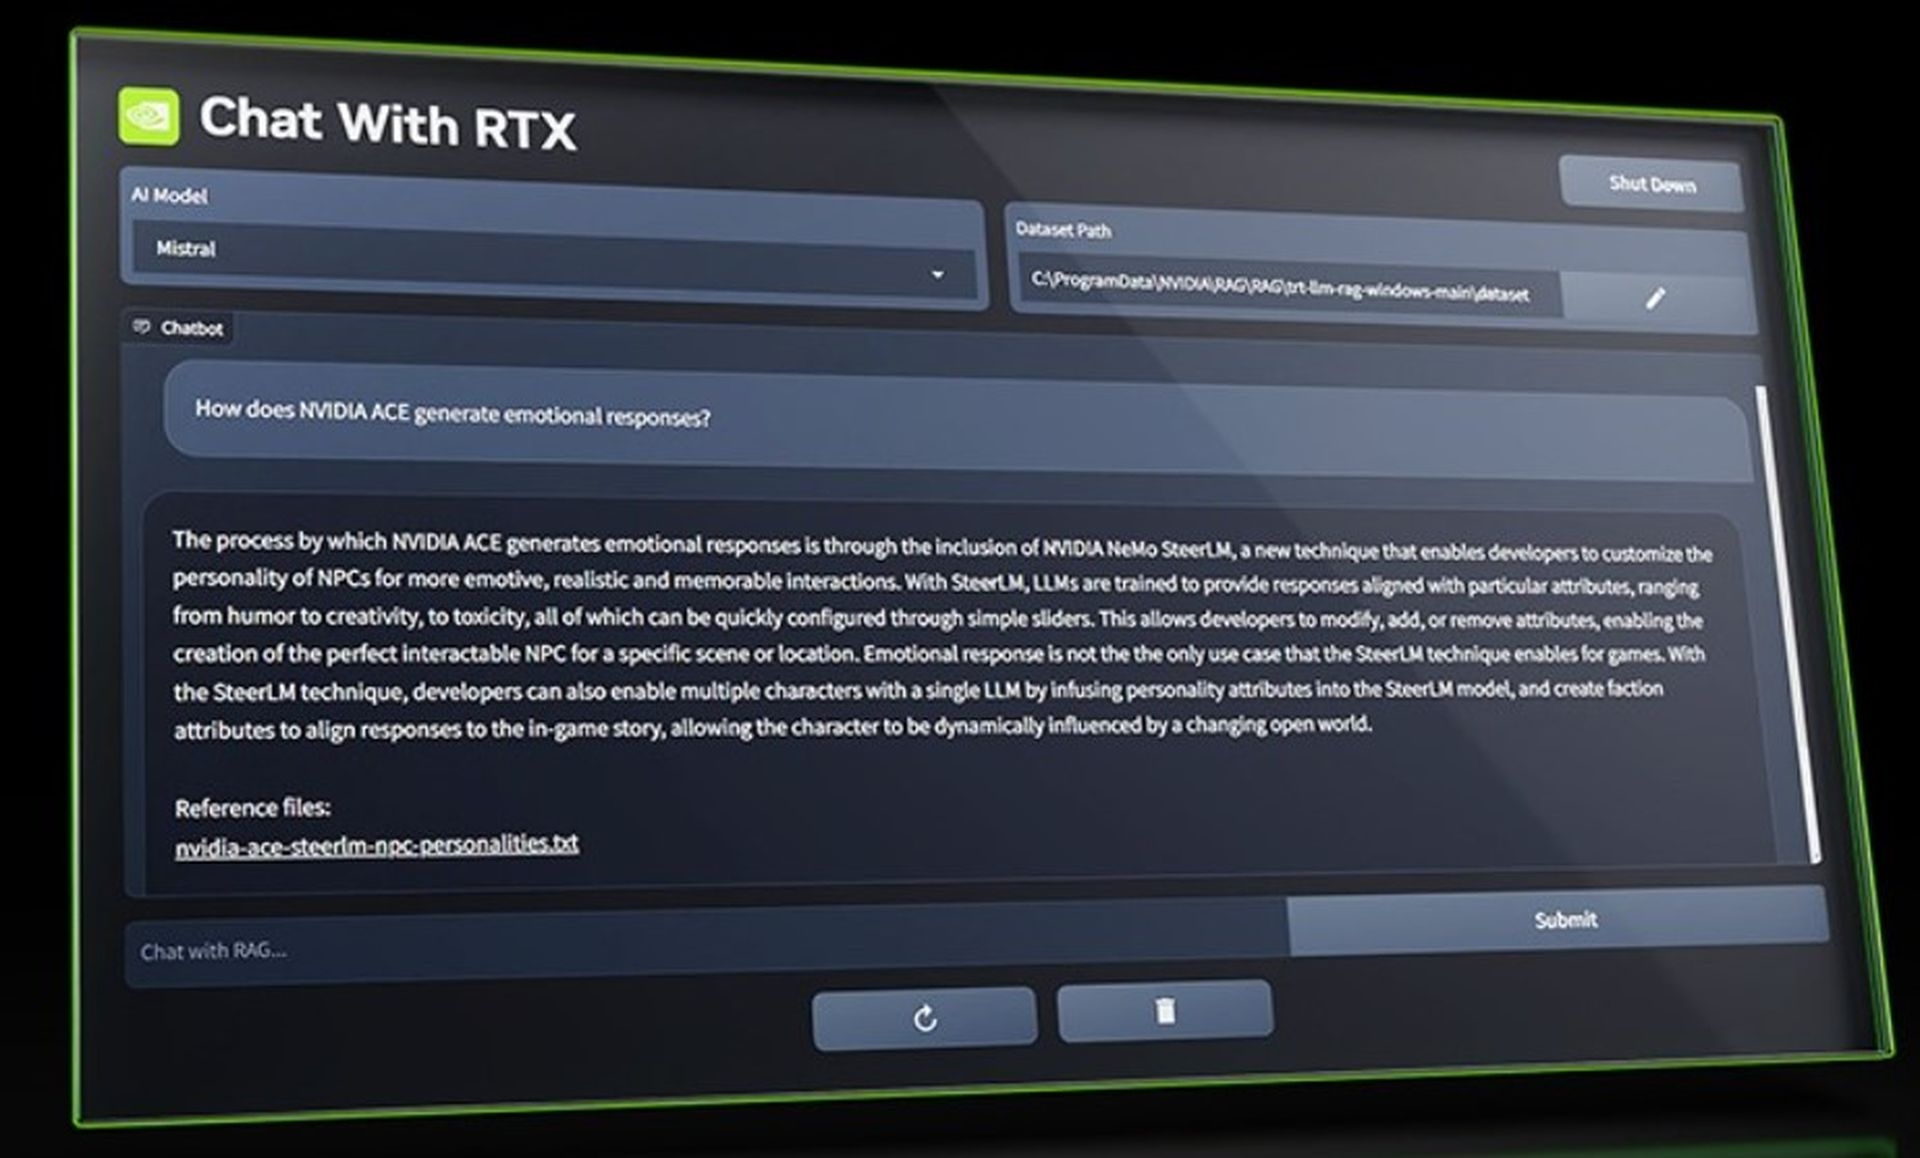 Chat With RTX
Shut Down
AI Model
Mistral
Dataset Path
C:\ProgramData\NVIDIA\RAG\RAG\trt-llm-rag-windows-main\dataset
Chatbot
How does NVIDIA ACE generate emotional responses?
The process by which NVIDIA ACE generates emotional responses is through the inclusion of NVIDIA NeMo SteerLM, a new technique that enables developers to customize the
personality of NPCs for more emotive, realistic and memorable interactions. With SteerLM, LLMs are trained to provide responses aligned with particular attributes, ranging
from humor to creativity, to toxicity, all of which can be quickly configured through simple sliders. This allows developers to modify, add, or remove attributes, enabling the
creation of the perfect interactable NPC for a specific scene or location. Emotional response is not the the only use case that the SteerLM technique enables for games. With
the SteerLM technique, developers can also enable multiple characters with a single LLM by infusing personality attributes into the SteerLM model, and create faction
attributes to align responses to the in-game story, allowing the character to be dynamically influenced by a changing open world.
Reference files:
nvidia-ace-steerlm-npc-personalities.txt
Chat with RAG...
Submit